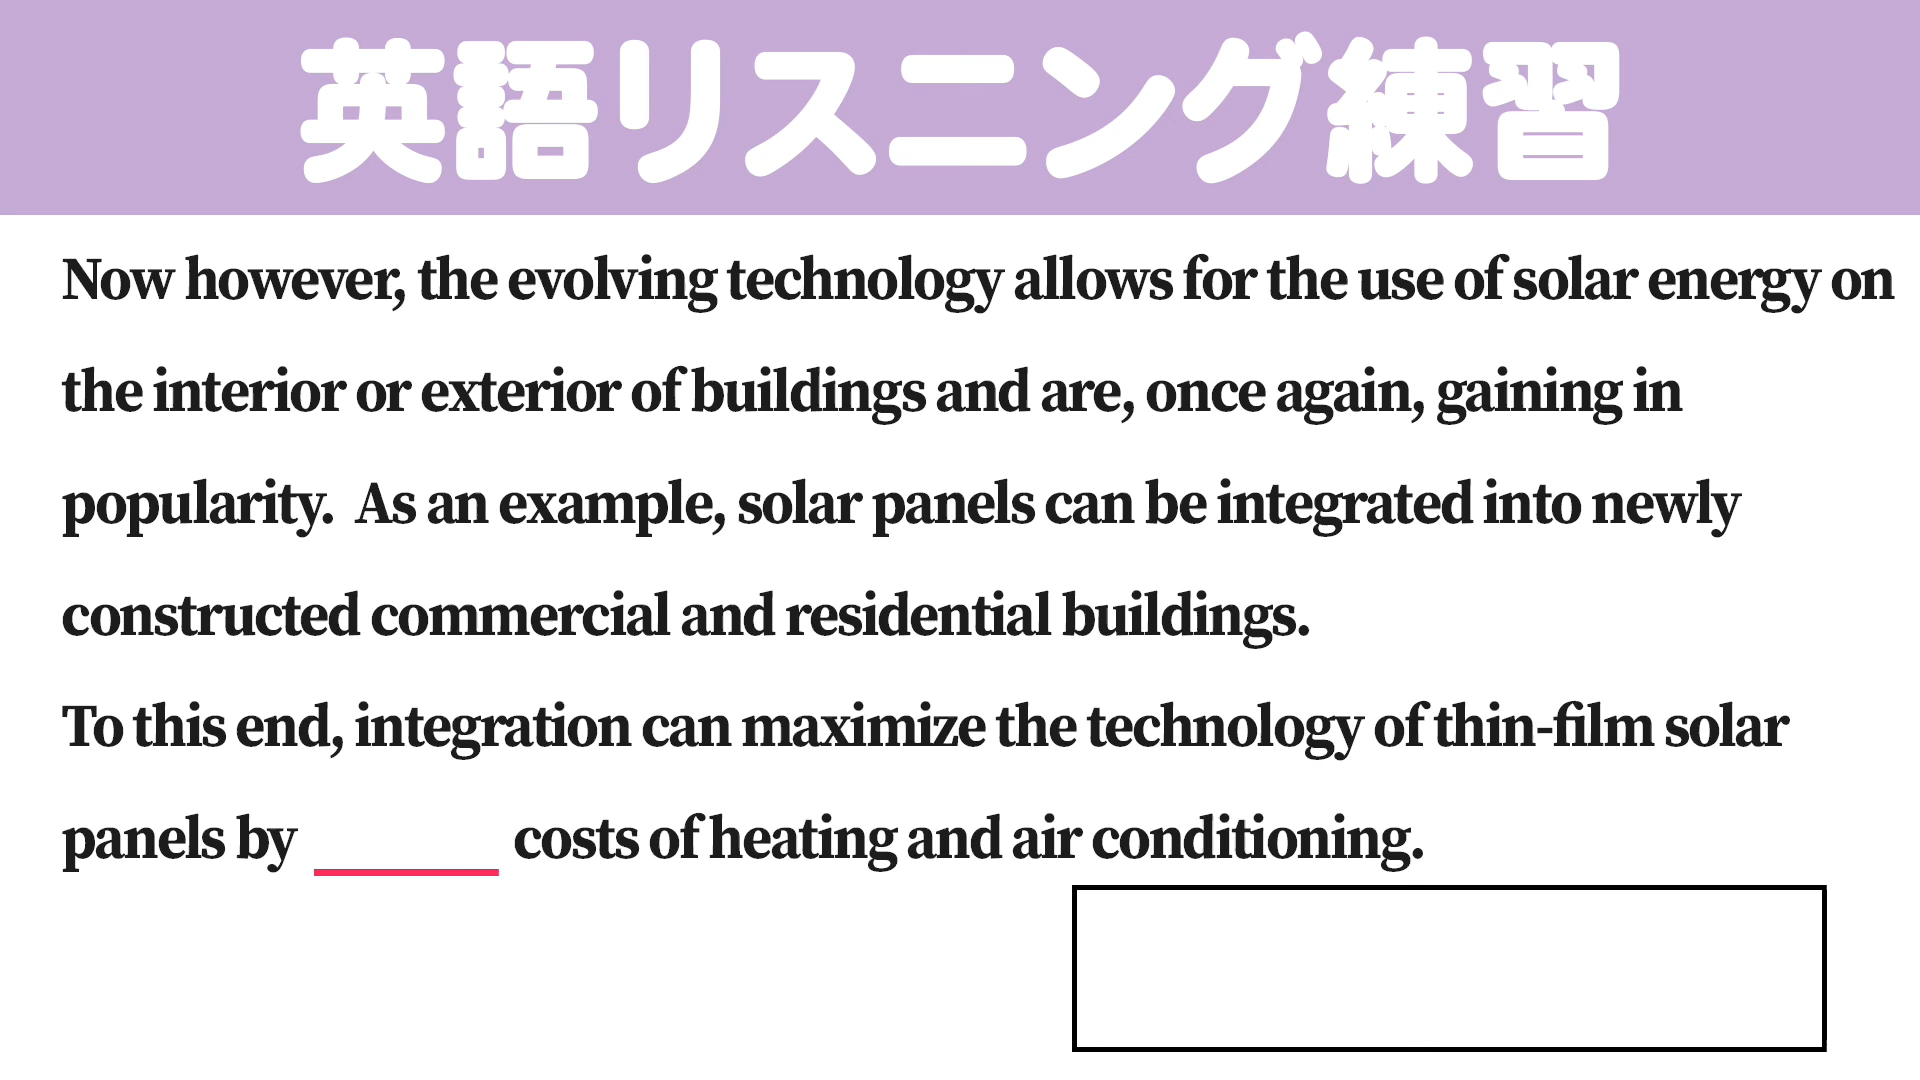 英語リスニング練習
Now however, the evolving technology allows for the use of solar energy on
the interior or exterior of buildings and are, once again, gaining in
popularity.  As an example, solar panels can be integrated into newly
constructed commercial and residential buildings.
To this end, integration can maximize the technology of thin-film solar
panels by ______ costs of heating and air conditioning.